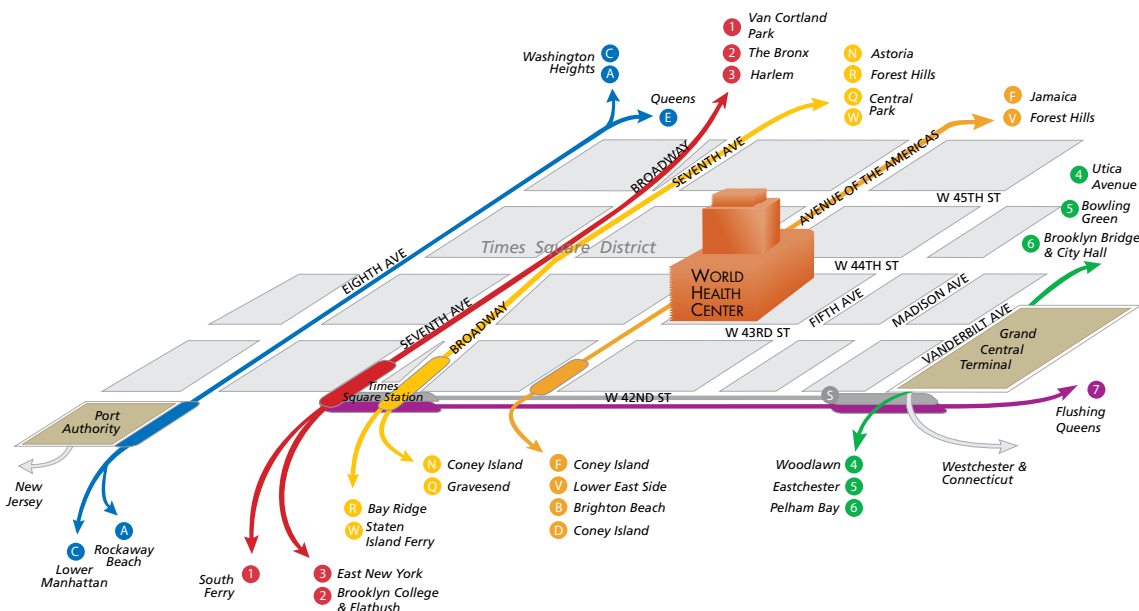 1 Van Cortland
Park
2 The Bronx
3 Harlem
Washington
Heights
C
A
Queens
E
N Astoria
R Forest Hills
Q Central
W Park
F Jamaica
V Forest Hills
4 Utica
Avenue
5 Bowling
Green
6 Brooklyn Bridge
& City Hall
BROADWAY
SEVENTH AVE
AVENUE OF THE AMERICAS
W 45TH ST
Times Square District
EIGHTH AVE
W 44TH ST
WORLD
HEALTH
CENTER
SEVENTH AVE
BROADWAY
FIFTH AVE
MADISON AVE
VANDERBILT AVE
W 43RD ST
Grand
Central
Terminal
Times
Square Station
W 42ND ST
S
7
Flushing
Queens
Port
Authority
New
Jersey
C
Lower
Manhattan
A
Rockaway
Beach
South
Ferry
1
3 East New York
2 Brooklyn College
& Flatbush
R Bay Ridge
W Staten
Island Ferry
N Coney Island
Q Gravesend
F Coney Island
V Lower East Side
B Brighton Beach
D Coney Island
Woodlawn 4
Eastchester 5
Pelham Bay 6
Westchester &
Connecticut